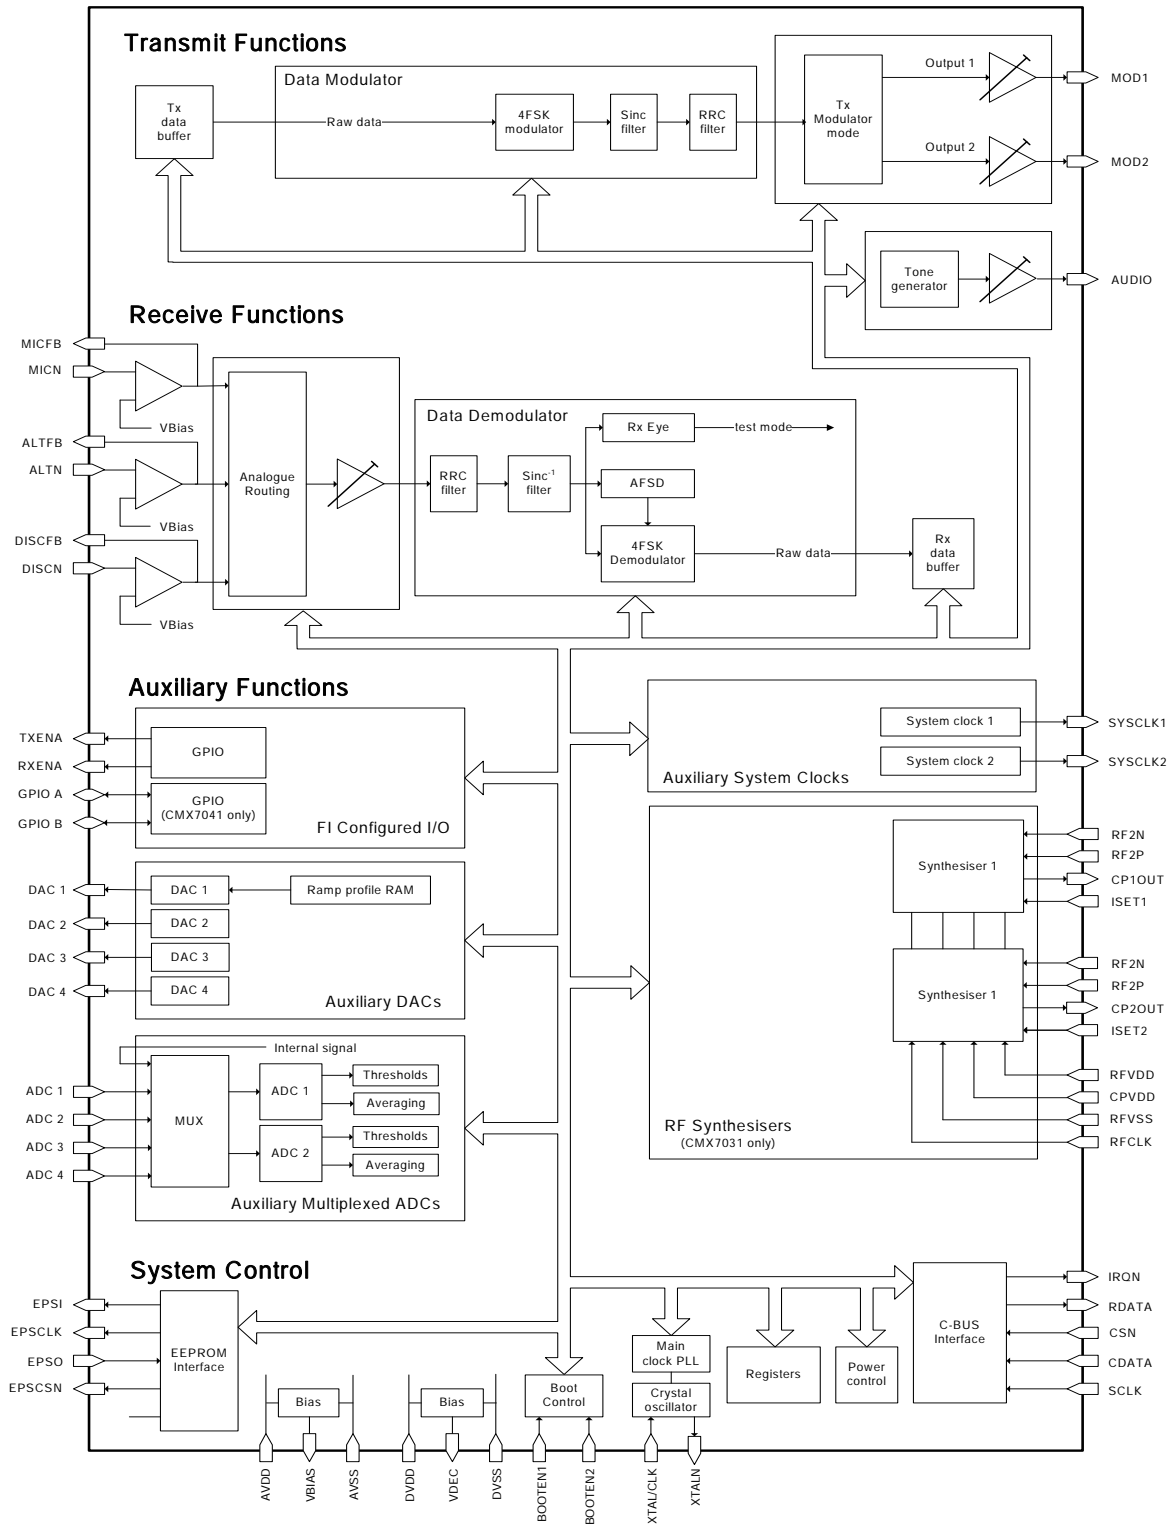 Transmit Functions
Data Modulator
Tx
data
buffer
Raw data
4FSK
modulator
Sinc
filter
RRC
filter
Tx
Modulator
mode
Output 1
Output 2
MOD1
MOD2
Tone
generator
AUDIO
Receive Functions
MICFB
MICN
VBias
ALTFB
ALTN
VBias
DISCFB
DISCN
VBias
Analogue
Routing
Data Demodulator
RRC
filter
Sinc-1
filter
Rx Eye
test mode
AFSD
4FSK
Demodulator
Raw data
Rx
data
buffer
Auxiliary Functions
TXENA
RXENA
GPIO A
GPIO B
GPIO
GPIO
(CMX7041 only)
FI Configured I/O
System clock 1
System clock 2
Auxiliary System Clocks
SYSCLK1
SYSCLK2
DAC 1
DAC 2
DAC 3
DAC 4
DAC 1
DAC 2
DAC 3
DAC 4
Ramp profile RAM
Auxiliary DACs
Synthesiser 1
Synthesiser 1
RF Synthesisers
(CMX7031 only)
RF2N
RF2P
CP1OUT
ISET1
RF2N
RF2P
CP2OUT
ISET2
RFVDD
CPVDD
RFVSS
RFCLK
Internal signal
ADC 1
ADC 2
ADC 3
ADC 4
MUX
ADC 1
ADC 2
Thresholds
Averaging
Thresholds
Averaging
Auxiliary Multiplexed ADCs
System Control
EPSI
EPSCLK
EPSO
EPSCSN
EEPROM
Interface
Bias
Bias
Boot
Control
Main
clock PLL
Crystal
oscillator
Registers
Power
control
C-BUS
Interface
IRQN
RDATA
CSN
CDATA
SCLK
AVDD
VBIAS
AVSS
DVDD
VDEC
DVSS
BOOTEN1
BOOTEN2
XTAL/CLK
XTALN